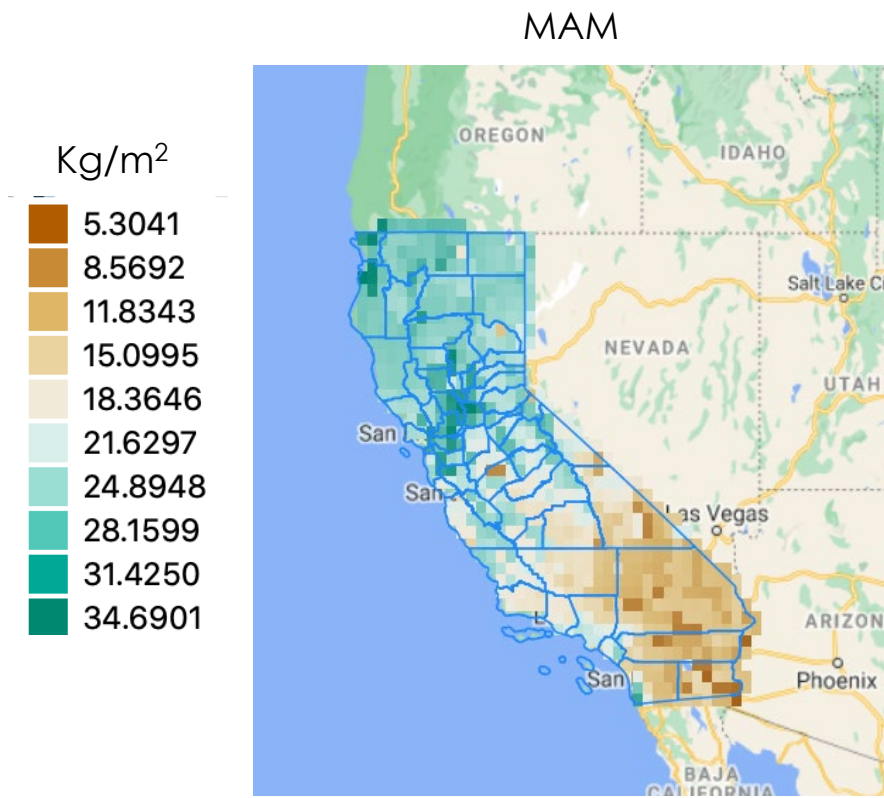 MAM
Kg/m²
5.3041
8.5692
11.8343
15.0995
18.3646
21.6297
24.8948
28.1599
31.4250
34.6901
OREGON
IDAHO
Salt Lake Ci
NEVADA
UTAH
San
San
Las Vegas
L
ARIZON
San
Phoenix
BAJA
CALIFORNIA